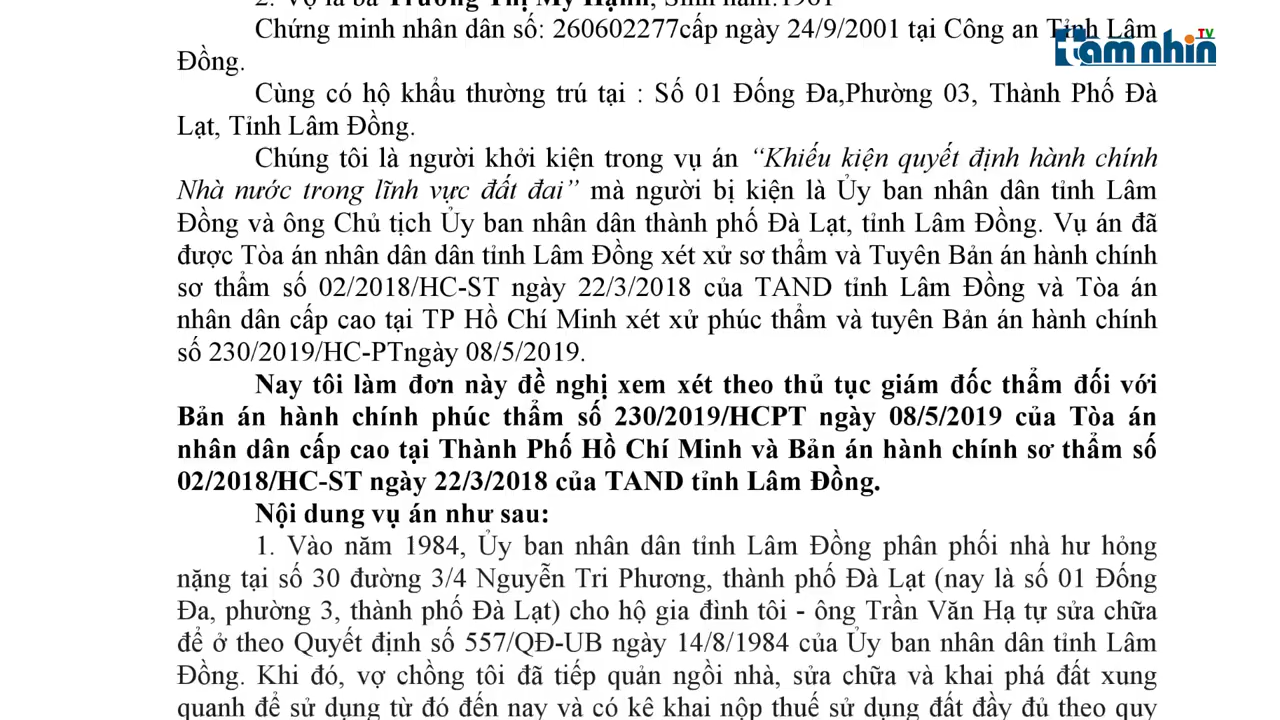 2. Vợ là bà Trương Thị Mỹ Hạnh, Sinh năm:1961
Chứng minh nhân dân số: 260602277cấp ngày 24/9/2001 tại Công an Tỉnh Lâm
Đồng.
Cùng có hộ khẩu thường trú tại : Số 01 Đống Đa,Phường 03, Thành Phố Đà
Lạt, Tỉnh Lâm Đồng.
Chúng tôi là người khởi kiện trong vụ án “Khiếu kiện quyết định hành chính
Nhà nước trong lĩnh vực đất đai” mà người bị kiện là Ủy ban nhân dân tỉnh Lâm
Đồng và ông Chủ tịch Ủy ban nhân dân thành phố Đà Lạt, tỉnh Lâm Đồng. Vụ án đã
được Tòa án nhân dân dân tỉnh Lâm Đồng xét xử sơ thẩm và Tuyên Bản án hành chính
sơ thẩm số 02/2018/HC-ST ngày 22/3/2018 của TAND tỉnh Lâm Đồng và Tòa án
nhân dân cấp cao tại TP Hồ Chí Minh xét xử phúc thẩm và tuyên Bản án hành chính
số 230/2019/HC-PTngày 08/5/2019.
Nay tôi làm đơn này đề nghị xem xét theo thủ tục giám đốc thẩm đối với
Bản án hành chính phúc thẩm số 230/2019/HCPT ngày 08/5/2019 của Tòa án
nhân dân cấp cao tại Thành Phố Hồ Chí Minh và Bản án hành chính sơ thẩm số
02/2018/HC-ST ngày 22/3/2018 của TAND tỉnh Lâm Đồng.
Nội dung vụ án như sau:
1. Vào năm 1984, Ủy ban nhân dân tỉnh Lâm Đồng phân phối nhà hư hỏng
nặng tại số 30 đường 3/4 Nguyễn Tri Phương, thành phố Đà Lạt (nay là số 01 Đống
Đa, phường 3, thành phố Đà Lạt) cho hộ gia đình tôi - ông Trần Văn Hạ tự sửa chữa
để ở theo Quyết định số 557/QĐ-UB ngày 14/8/1984 của Ủy ban nhân dân tỉnh Lâm
Đồng. Khi đó, vợ chồng tôi đã tiếp quản ngồi nhà, sửa chữa và khai phá đất xung
quanh để sử dụng từ đó đến nay và có kê khai nộp thuế sử dụng đất đầy đủ theo quy
tamnhin TV